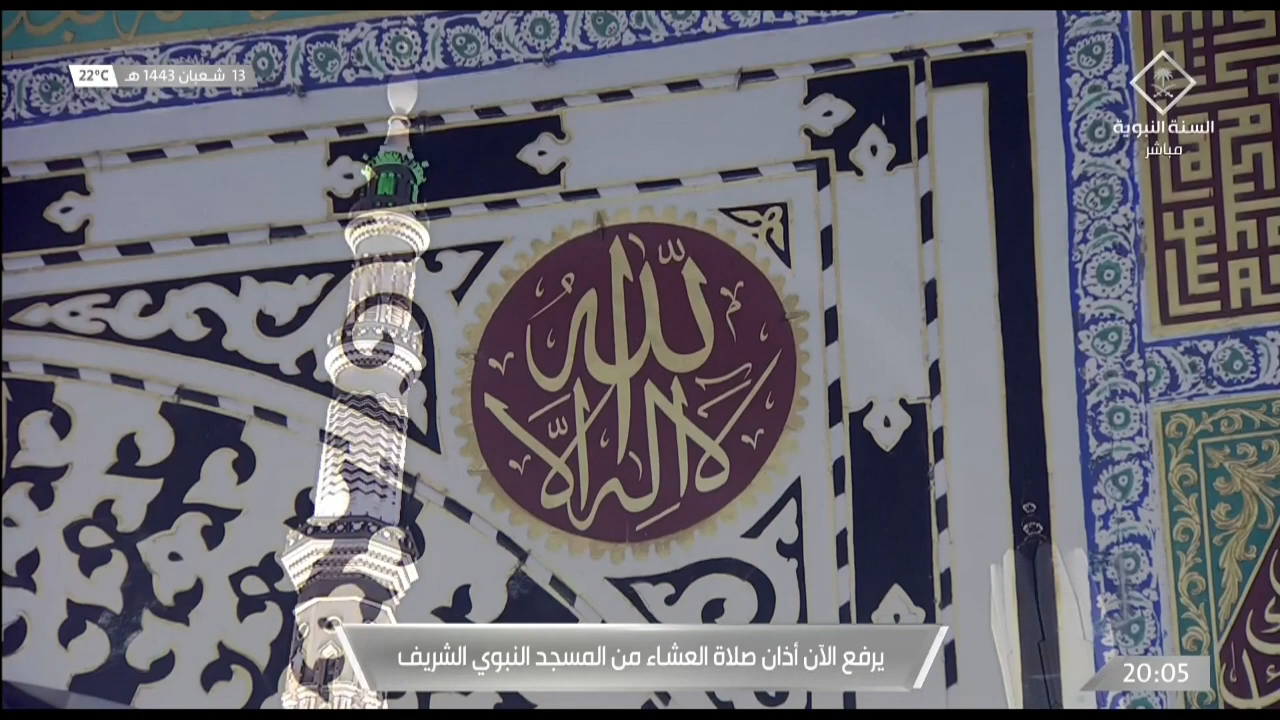 22°C
13 شعبان 1443 هـ
السنة النبوية
مباشر
لا إله إلا الله
يرفع الآن أذان صلاة العشاء من المسجد النبوي الشريف
20:05